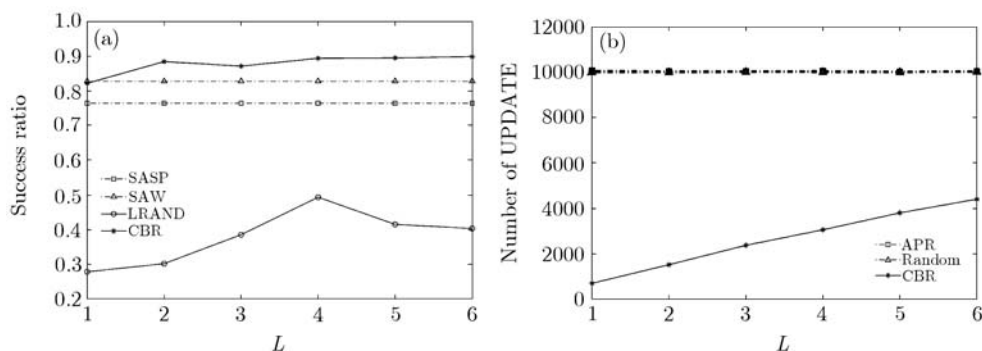 (a)
Success ratio
1.0
0.9
0.8
0.7
0.6
0.5
0.4
0.3
0.2
SASP
SAW
LRAND
CBR
1 2 3 4 5 6
L
(b)
Number of UPDATE
12000
10000
8000
6000
4000
2000
0
APR
Random
CBR
1 2 3 4 5 6
L